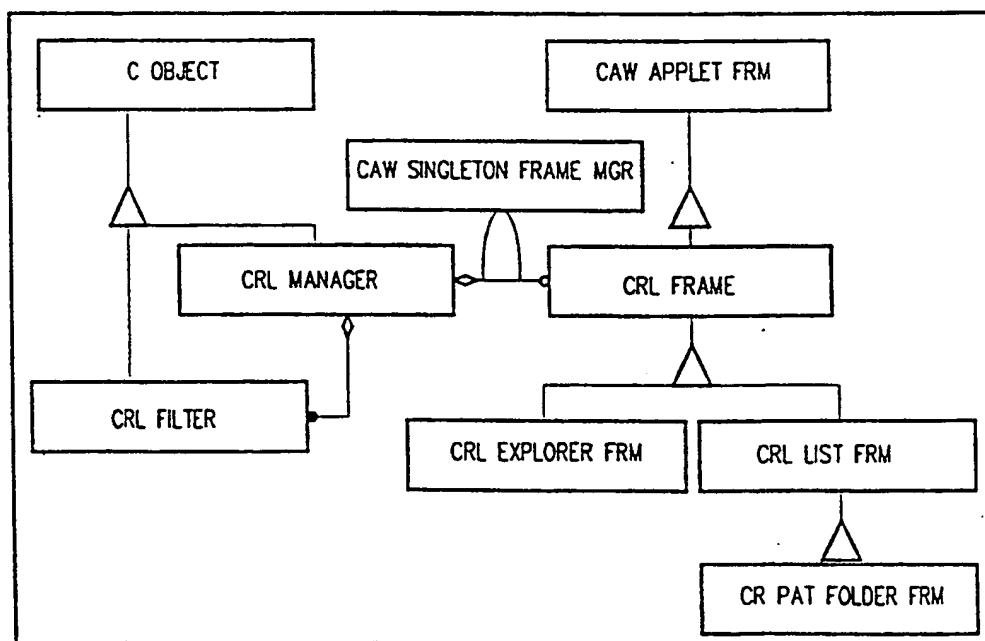 C OBJECT
CAW APPLET FRM
CAW SINGLETON FRAME MGR
CRL MANAGER
CRL FRAME
CRL FILTER
CRL EXPLORER FRM
CRL LIST FRM
CR PAT FOLDER FRM